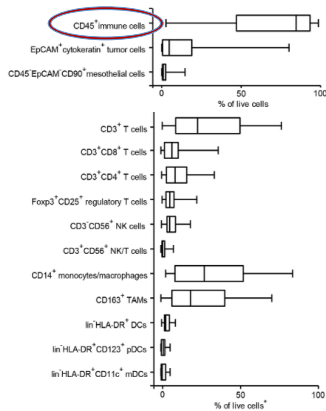 CD45⁺immune cells
EpCAM⁺cytokeratin⁺ tumor cells
CD45⁻EpCAM⁻CD90⁺mesothelial cells
0 50 100
% of live cells
CD3⁺ T cells
CD3⁺CD8⁺ T cells
CD3⁺CD4⁺ T cells
Foxp3⁺CD25⁺ regulatory T cells
CD3⁻CD56⁺ NK cells
CD3⁺CD56⁺ NK/T cells
CD14⁺ monocytes/macrophages
CD163⁺ TAMs
lin⁻HLA-DR⁺ DCs
lin⁻HLA-DR⁺CD123⁺ pDCs
lin⁻HLA-DR⁺CD11c⁺ mDCs
0 50 100
% of live cells